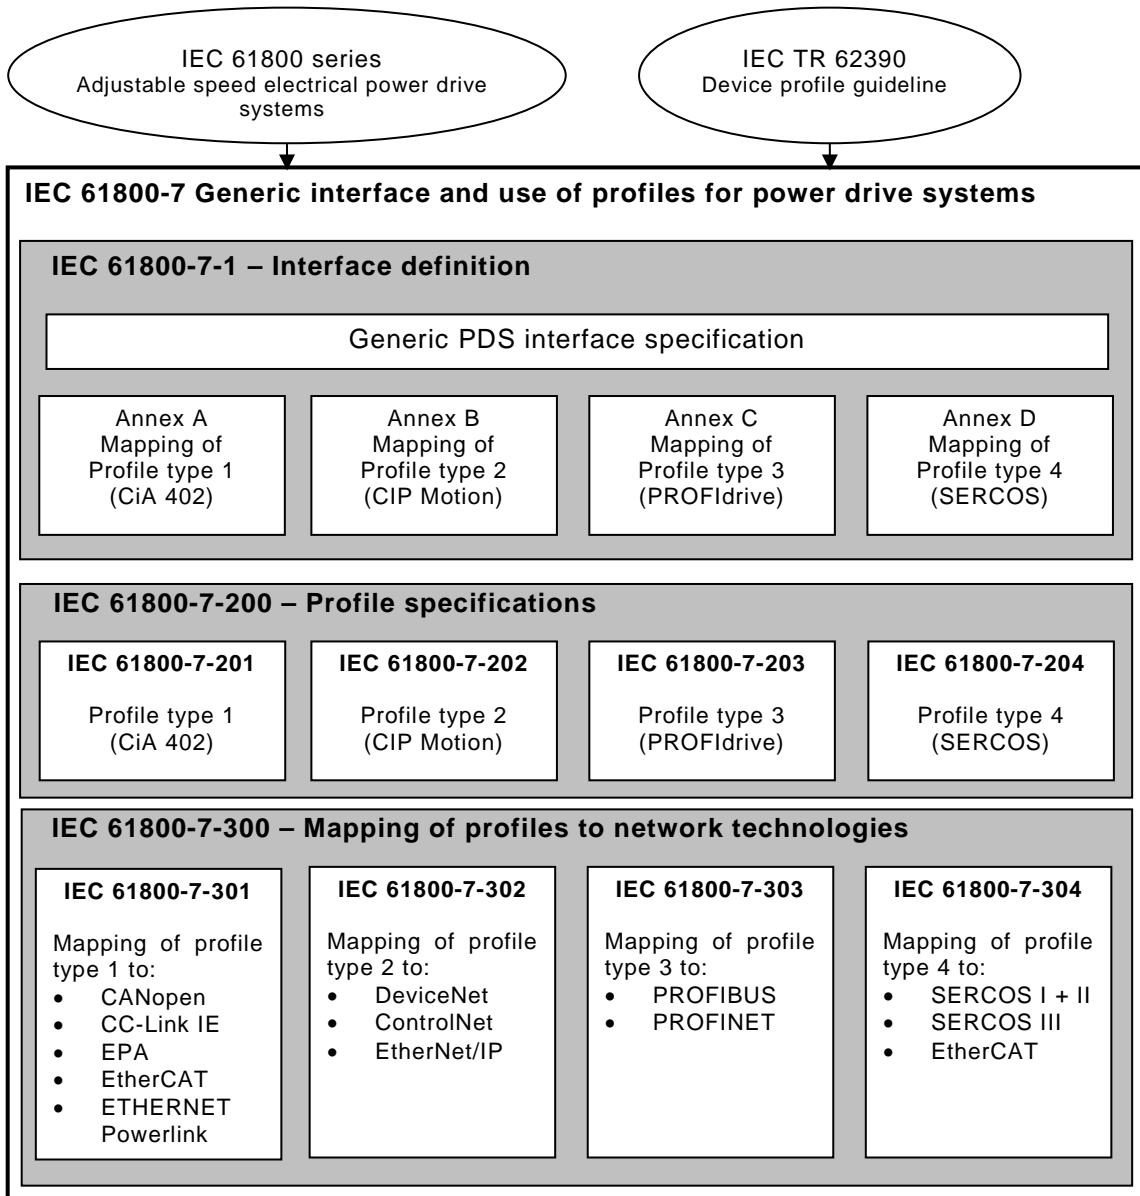 IEC 61800 series
Adjustable speed electrical power drive
systems
IEC TR 62390
Device profile guideline
IEC 61800-7 Generic interface and use of profiles for power drive systems
IEC 61800-7-1 – Interface definition
Generic PDS interface specification
Annex A
Mapping of
Profile type 1
(CiA 402)
Annex B
Mapping of
Profile type 2
(CIP Motion)
Annex C
Mapping of
Profile type 3
(PROFIdrive)
Annex D
Mapping of
Profile type 4
(SERCOS)
IEC 61800-7-200 – Profile specifications
IEC 61800-7-201
Profile type 1
(CiA 402)
IEC 61800-7-202
Profile type 2
(CIP Motion)
IEC 61800-7-203
Profile type 3
(PROFIdrive)
IEC 61800-7-204
Profile type 4
(SERCOS)
IEC 61800-7-300 – Mapping of profiles to network technologies
IEC 61800-7-301
Mapping of profile
type 1 to:
• CANopen
• CC-Link IE
• EPA
• EtherCAT
• ETHERNET
Powerlink
IEC 61800-7-302
Mapping of profile
type 2 to:
• DeviceNet
• ControlNet
• EtherNet/IP
IEC 61800-7-303
Mapping of profile
type 3 to:
• PROFIBUS
• PROFINET
IEC 61800-7-304
Mapping of profile
type 4 to:
• SERCOS I + II
• SERCOS III
• EtherCAT